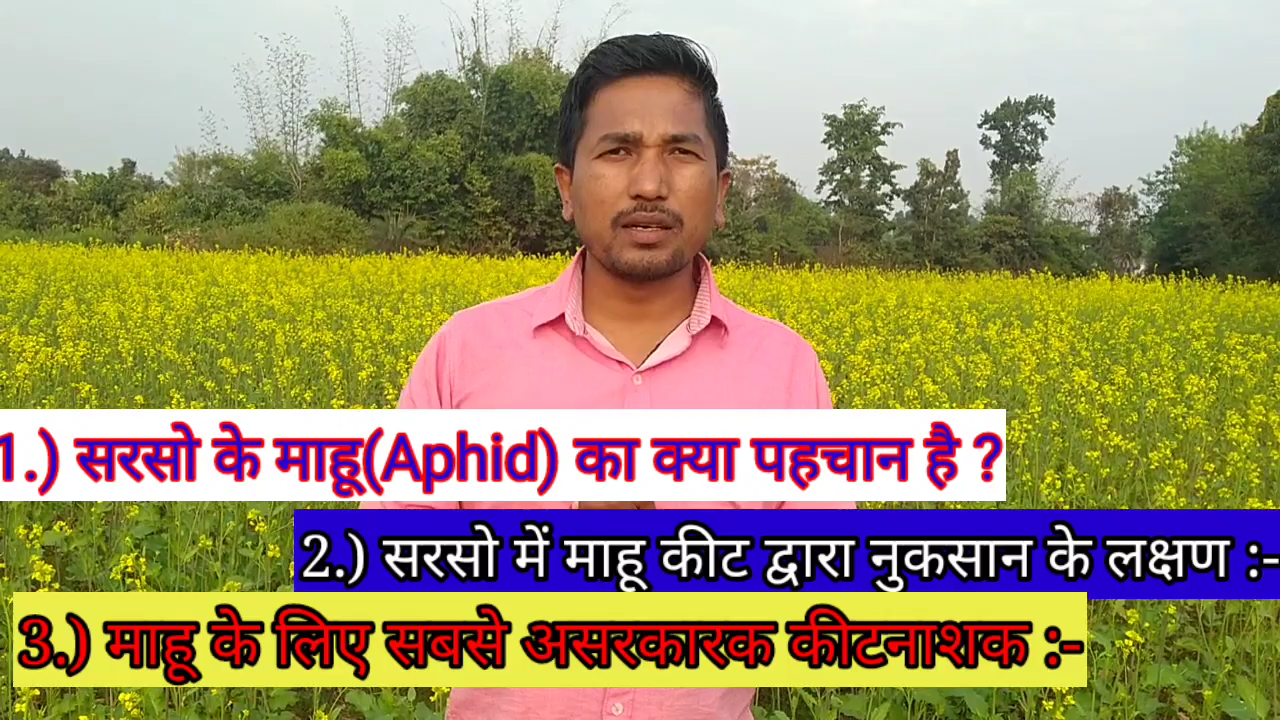 1.) सरसो के माहू(Aphid) का क्या पहचान है ?
2.) सरसो में माहू कीट द्वारा नुकसान के लक्षण :-
3.) माहू के लिए सबसे असरकारक कीटनाशक :-